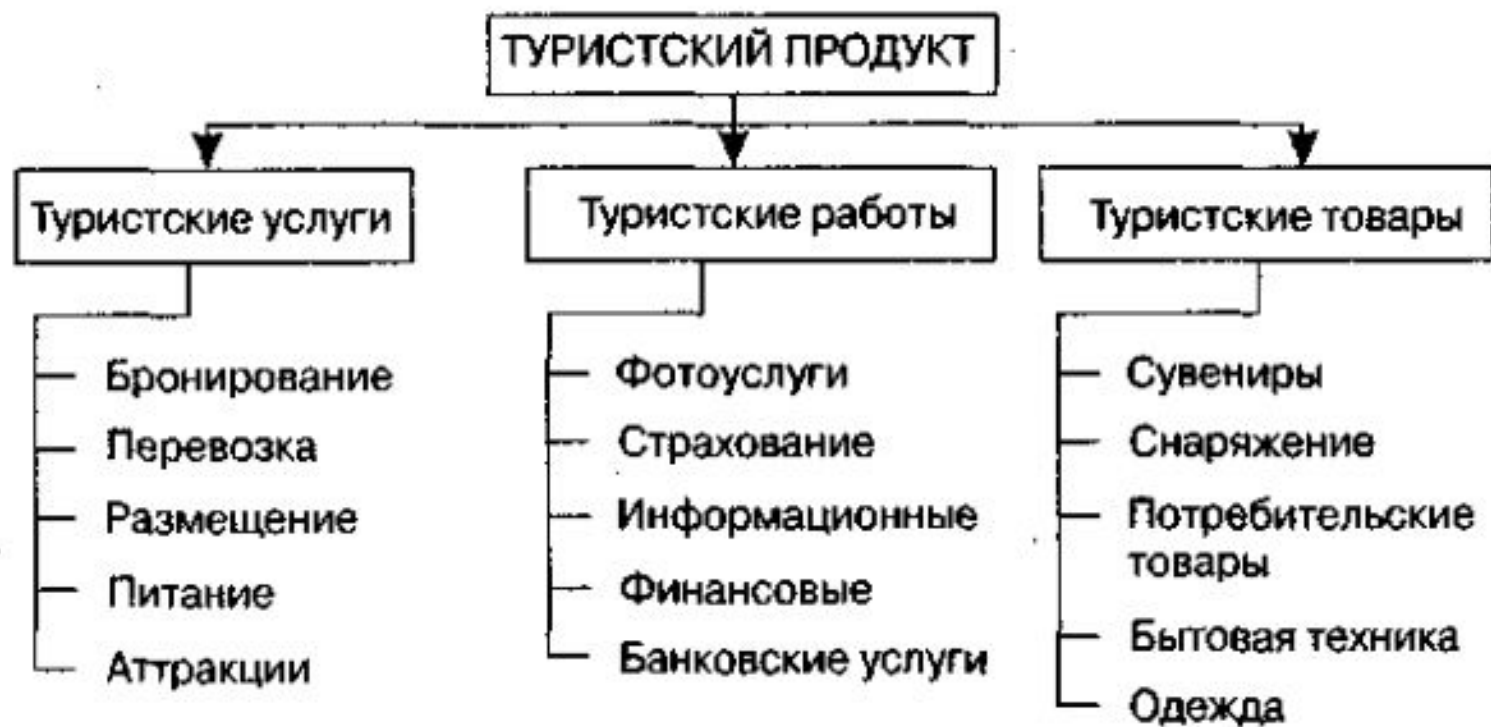 ТУРИСТСКИЙ ПРОДУКТ
Туристские услуги
Бронирование
Перевозка
Размещение
Питание
Аттракции
Туристские работы
Фотоуслуги
Страхование
Информационные
Финансовые
Банковские услуги
Туристские товары
Сувениры
Снаряжение
Потребительские
товары
Бытовая техника
Одежда